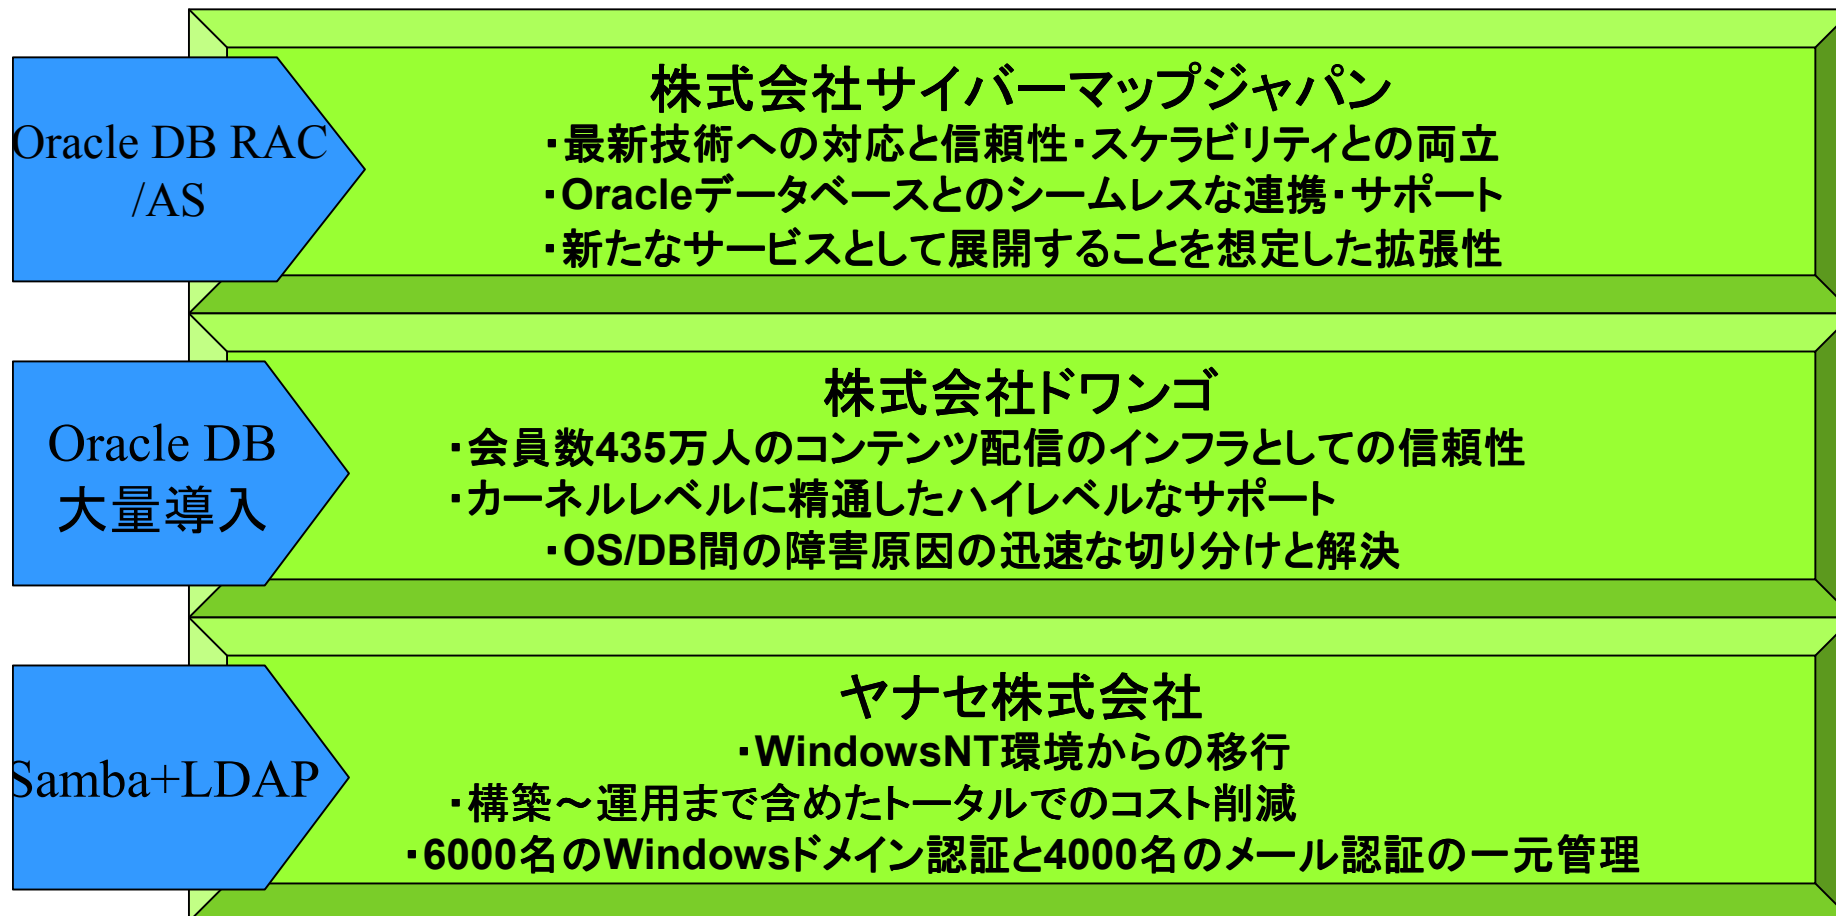 Oracle DB RAC
/AS
株式会社サイバーマップジャパン
・最新技術への対応と信頼性・スケラビリティとの両立
・Oracleデータベースとのシームレスな連携・サポート
・新たなサービスとして展開することを想定した拡張性
Oracle DB
大量導入
株式会社ドワンゴ
・会員数435万人のコンテンツ配信のインフラとしての信頼性
・カーネルレベルに精通したハイレベルなサポート
・OS/DB間の障害原因の迅速な切り分けと解決
Samba+LDAP
ヤナセ株式会社
・WindowsNT環境からの移行
・構築～運用まで含めたトータルでのコスト削減
・6000名のWindowsドメイン認証と4000名のメール認証の一元管理